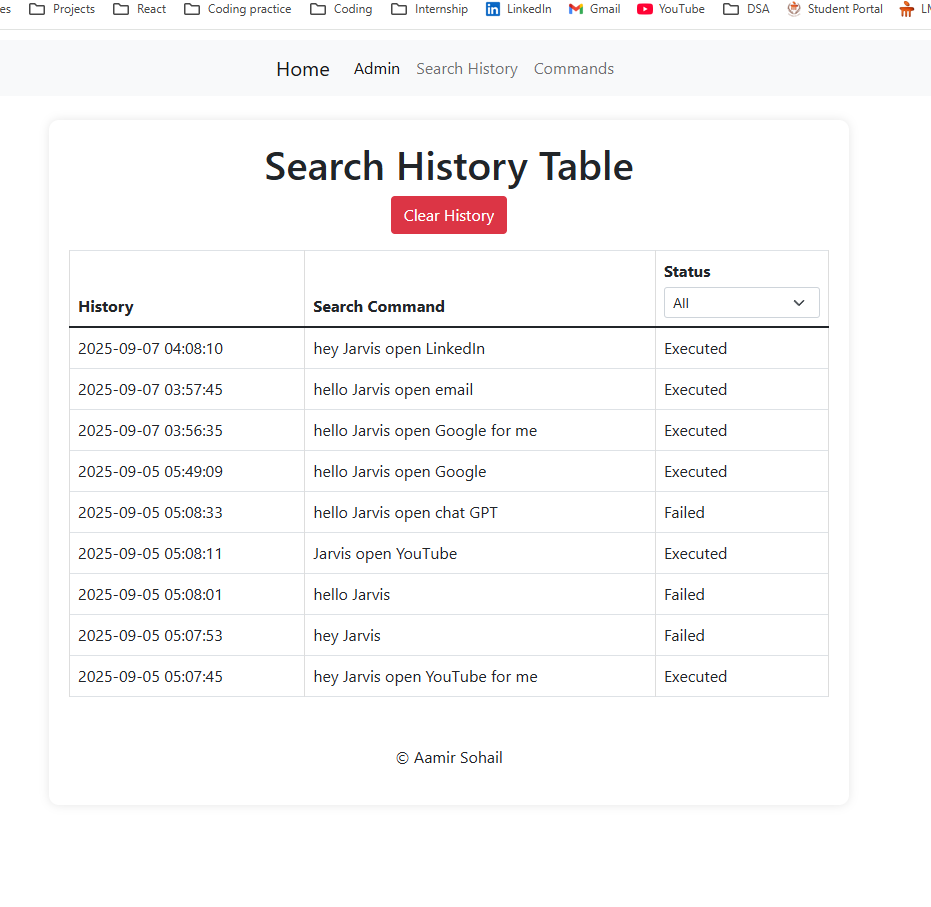 es Projects React Coding practice Coding Internship LinkedIn Gmail YouTube DSA Student Portal LM
Home Admin Search History Commands
Search History Table
Clear History
History Search Command Status
All
2025-09-07 04:08:10 hey Jarvis open LinkedIn Executed
2025-09-07 03:57:45 hello Jarvis open email Executed
2025-09-07 03:56:35 hello Jarvis open Google for me Executed
2025-09-05 05:49:09 hello Jarvis open Google Executed
2025-09-05 05:08:33 hello Jarvis open chat GPT Failed
2025-09-05 05:08:11 Jarvis open YouTube Executed
2025-09-05 05:08:01 hello Jarvis Failed
2025-09-05 05:07:53 hey Jarvis Failed
2025-09-05 05:07:45 hey Jarvis open YouTube for me Executed
© Aamir Sohail